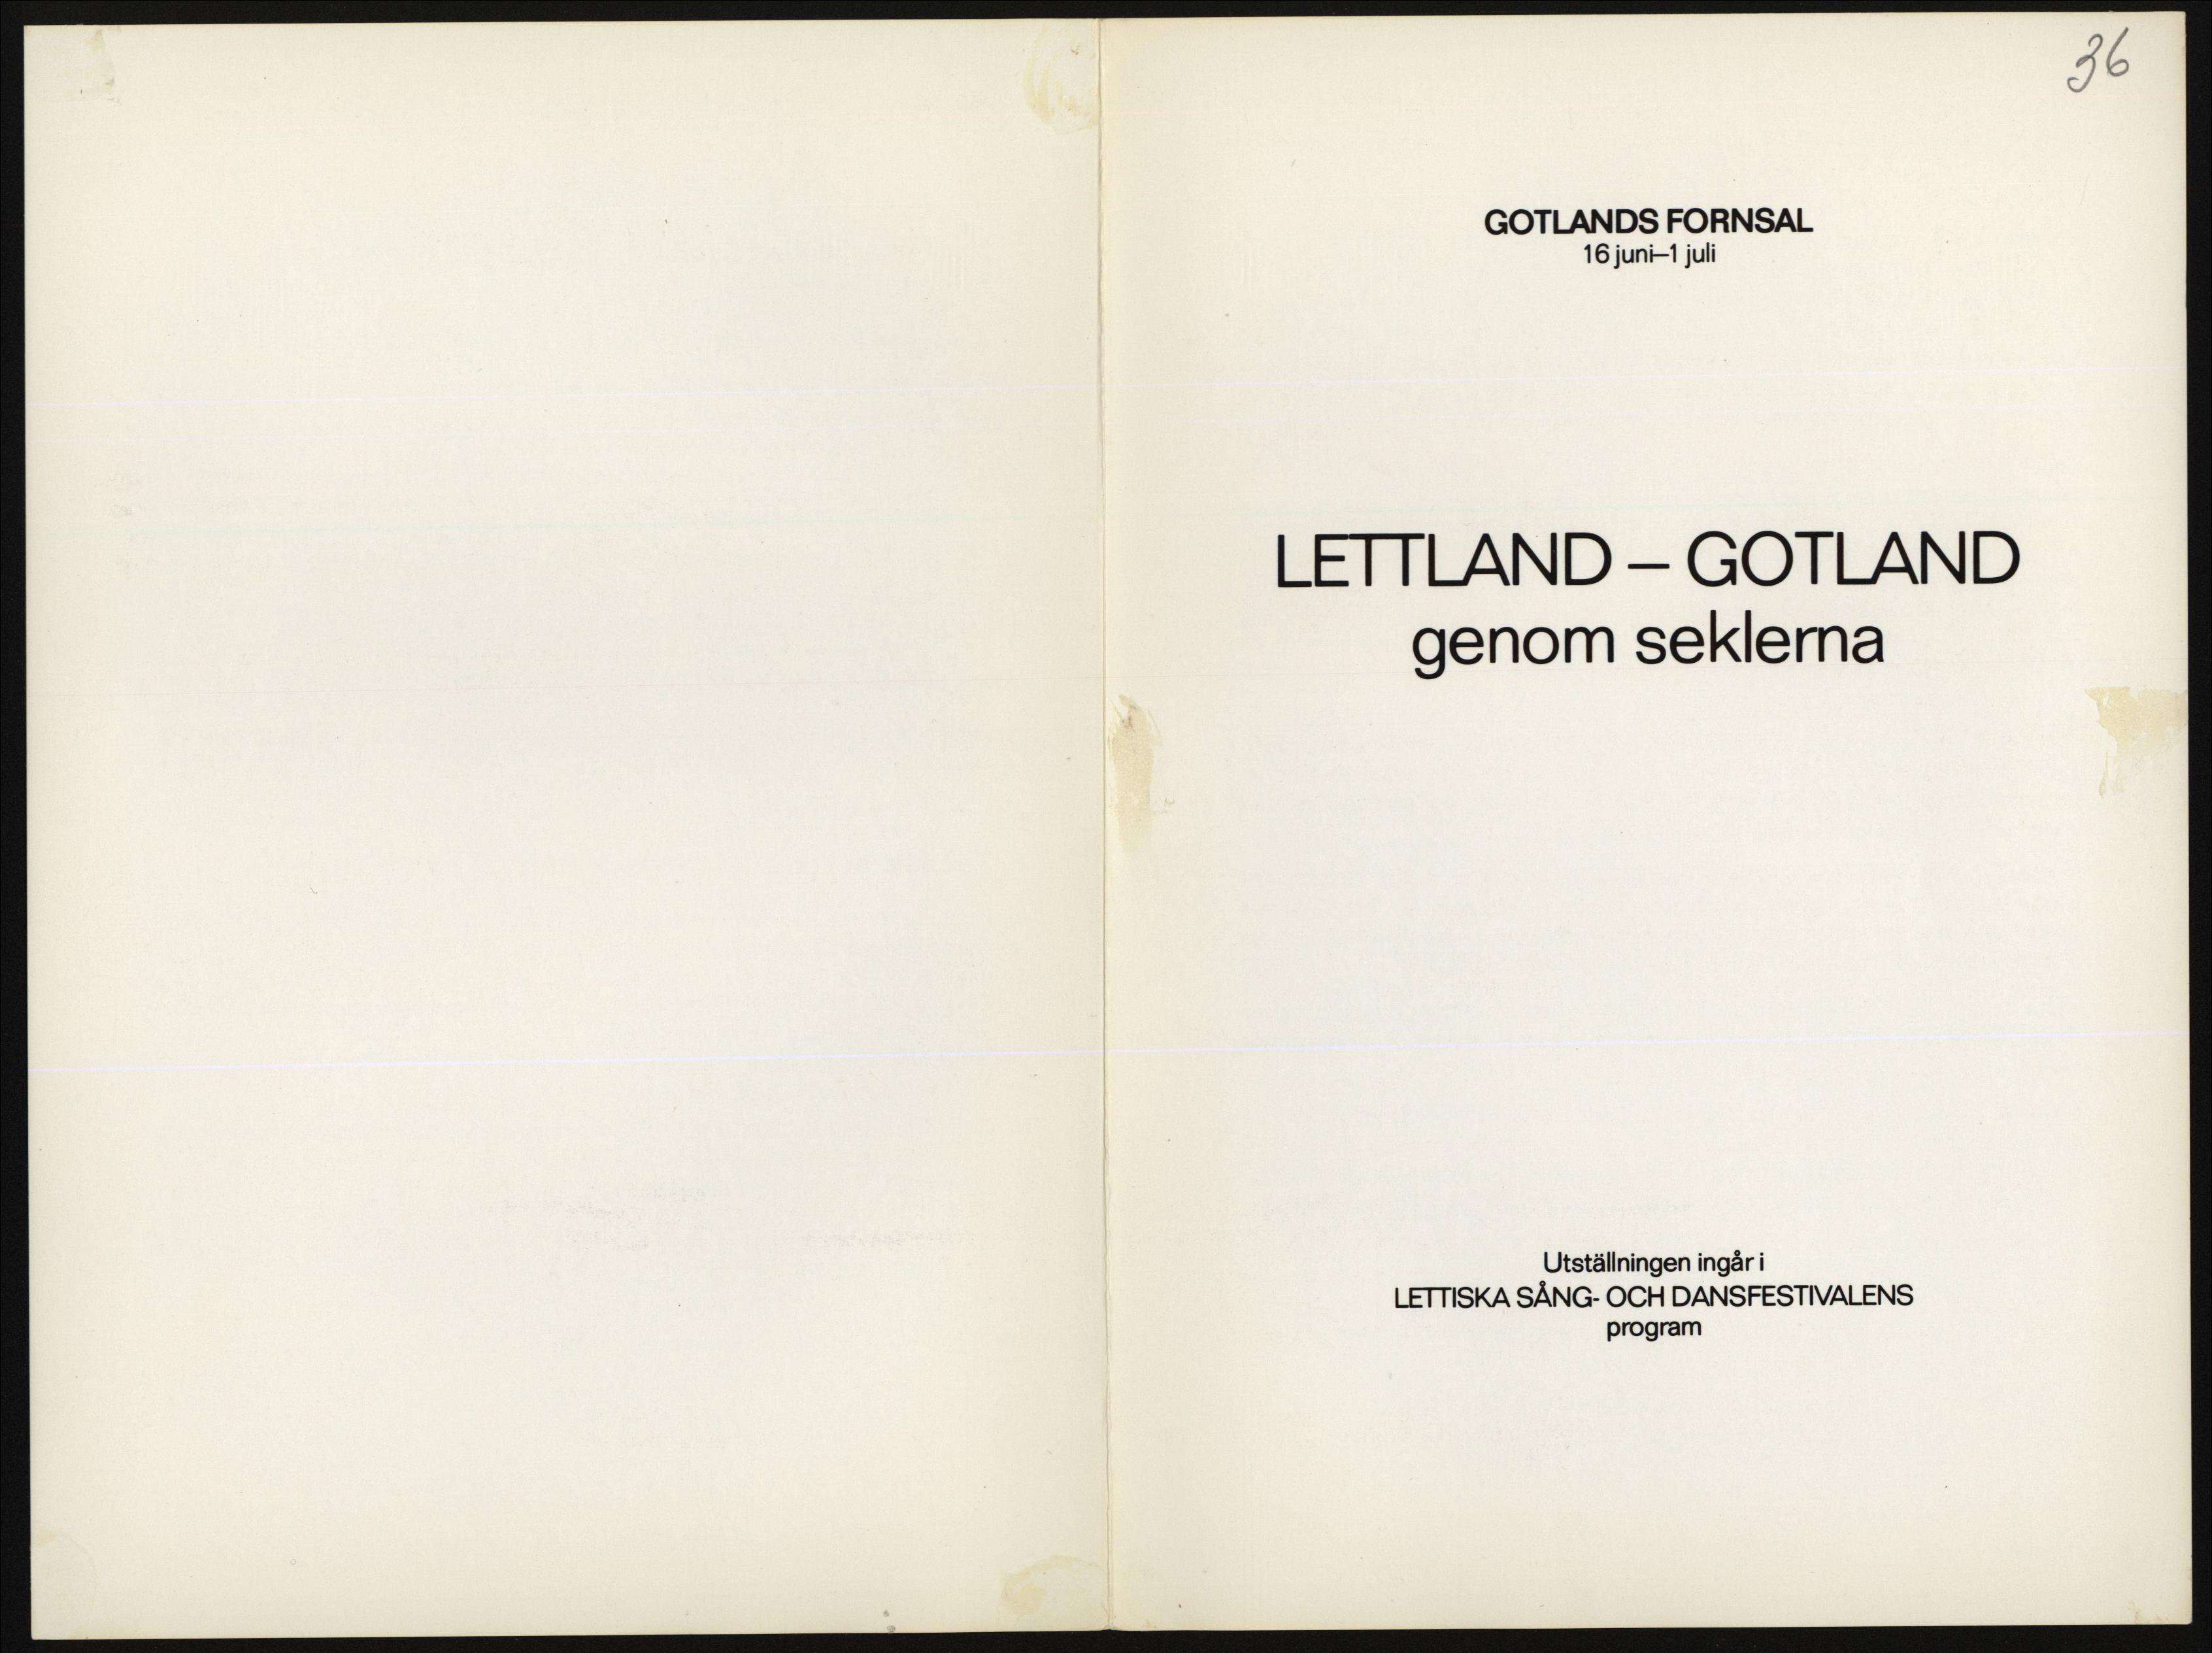 36
GOTLANDS FORNSAL
16 juni–1 juli
LETTLAND – GOTLAND
genom seklerna
Utställningen ingår i
LETTISKA SÅNG- OCH DANSFESTIVALENS
program